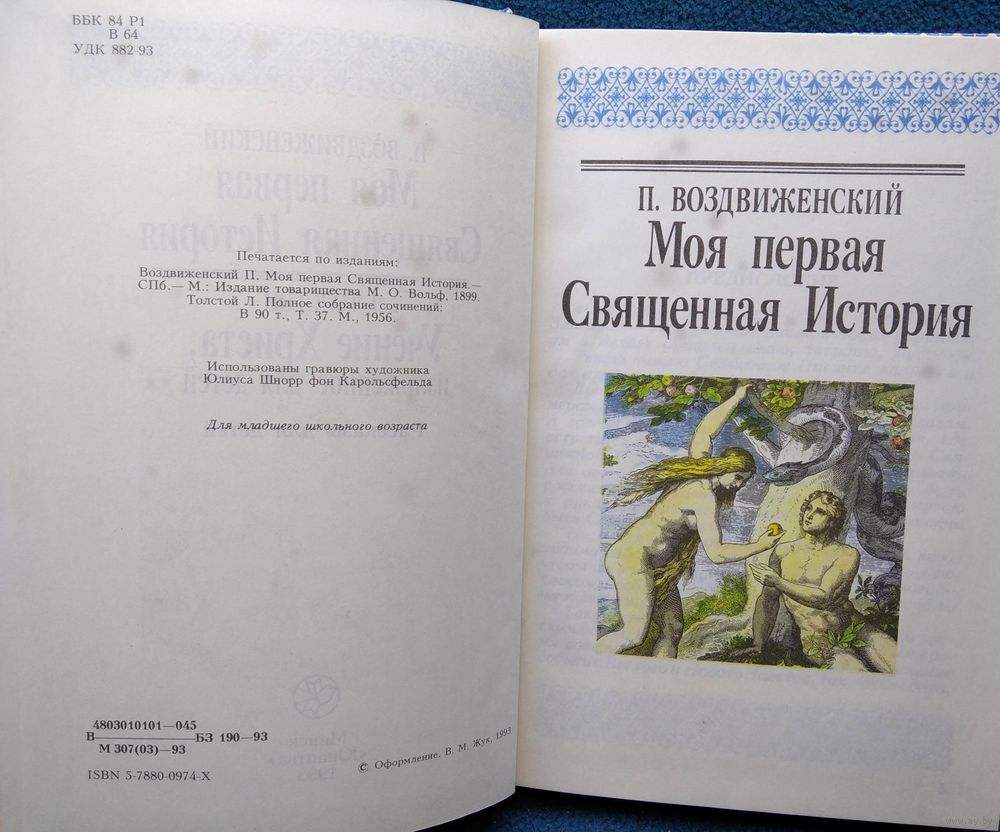 ББК 84 Р1
В 64
УДК 882-93
Печатается по изданиям:
Воздвиженский П. Моя первая Священная История.—
СПб.— М.: Издание товарищества М. О. Вольф, 1899.
Толстой Л. Полное собрание сочинений:
В 90 т., Т. 37. М., 1956.
Использованы гравюры художника
Юлиуса Шнорр фон Карольсфельда
Для младшего школьного возраста
4803010101—045
В————БЗ 190—93
М 307(03)—93
ISBN 5-7880-0974-X
© Оформление. В. М. Жук, 1993
П. ВОЗДВИЖЕНСКИЙ
Моя первая
Священная История
www.ay.by